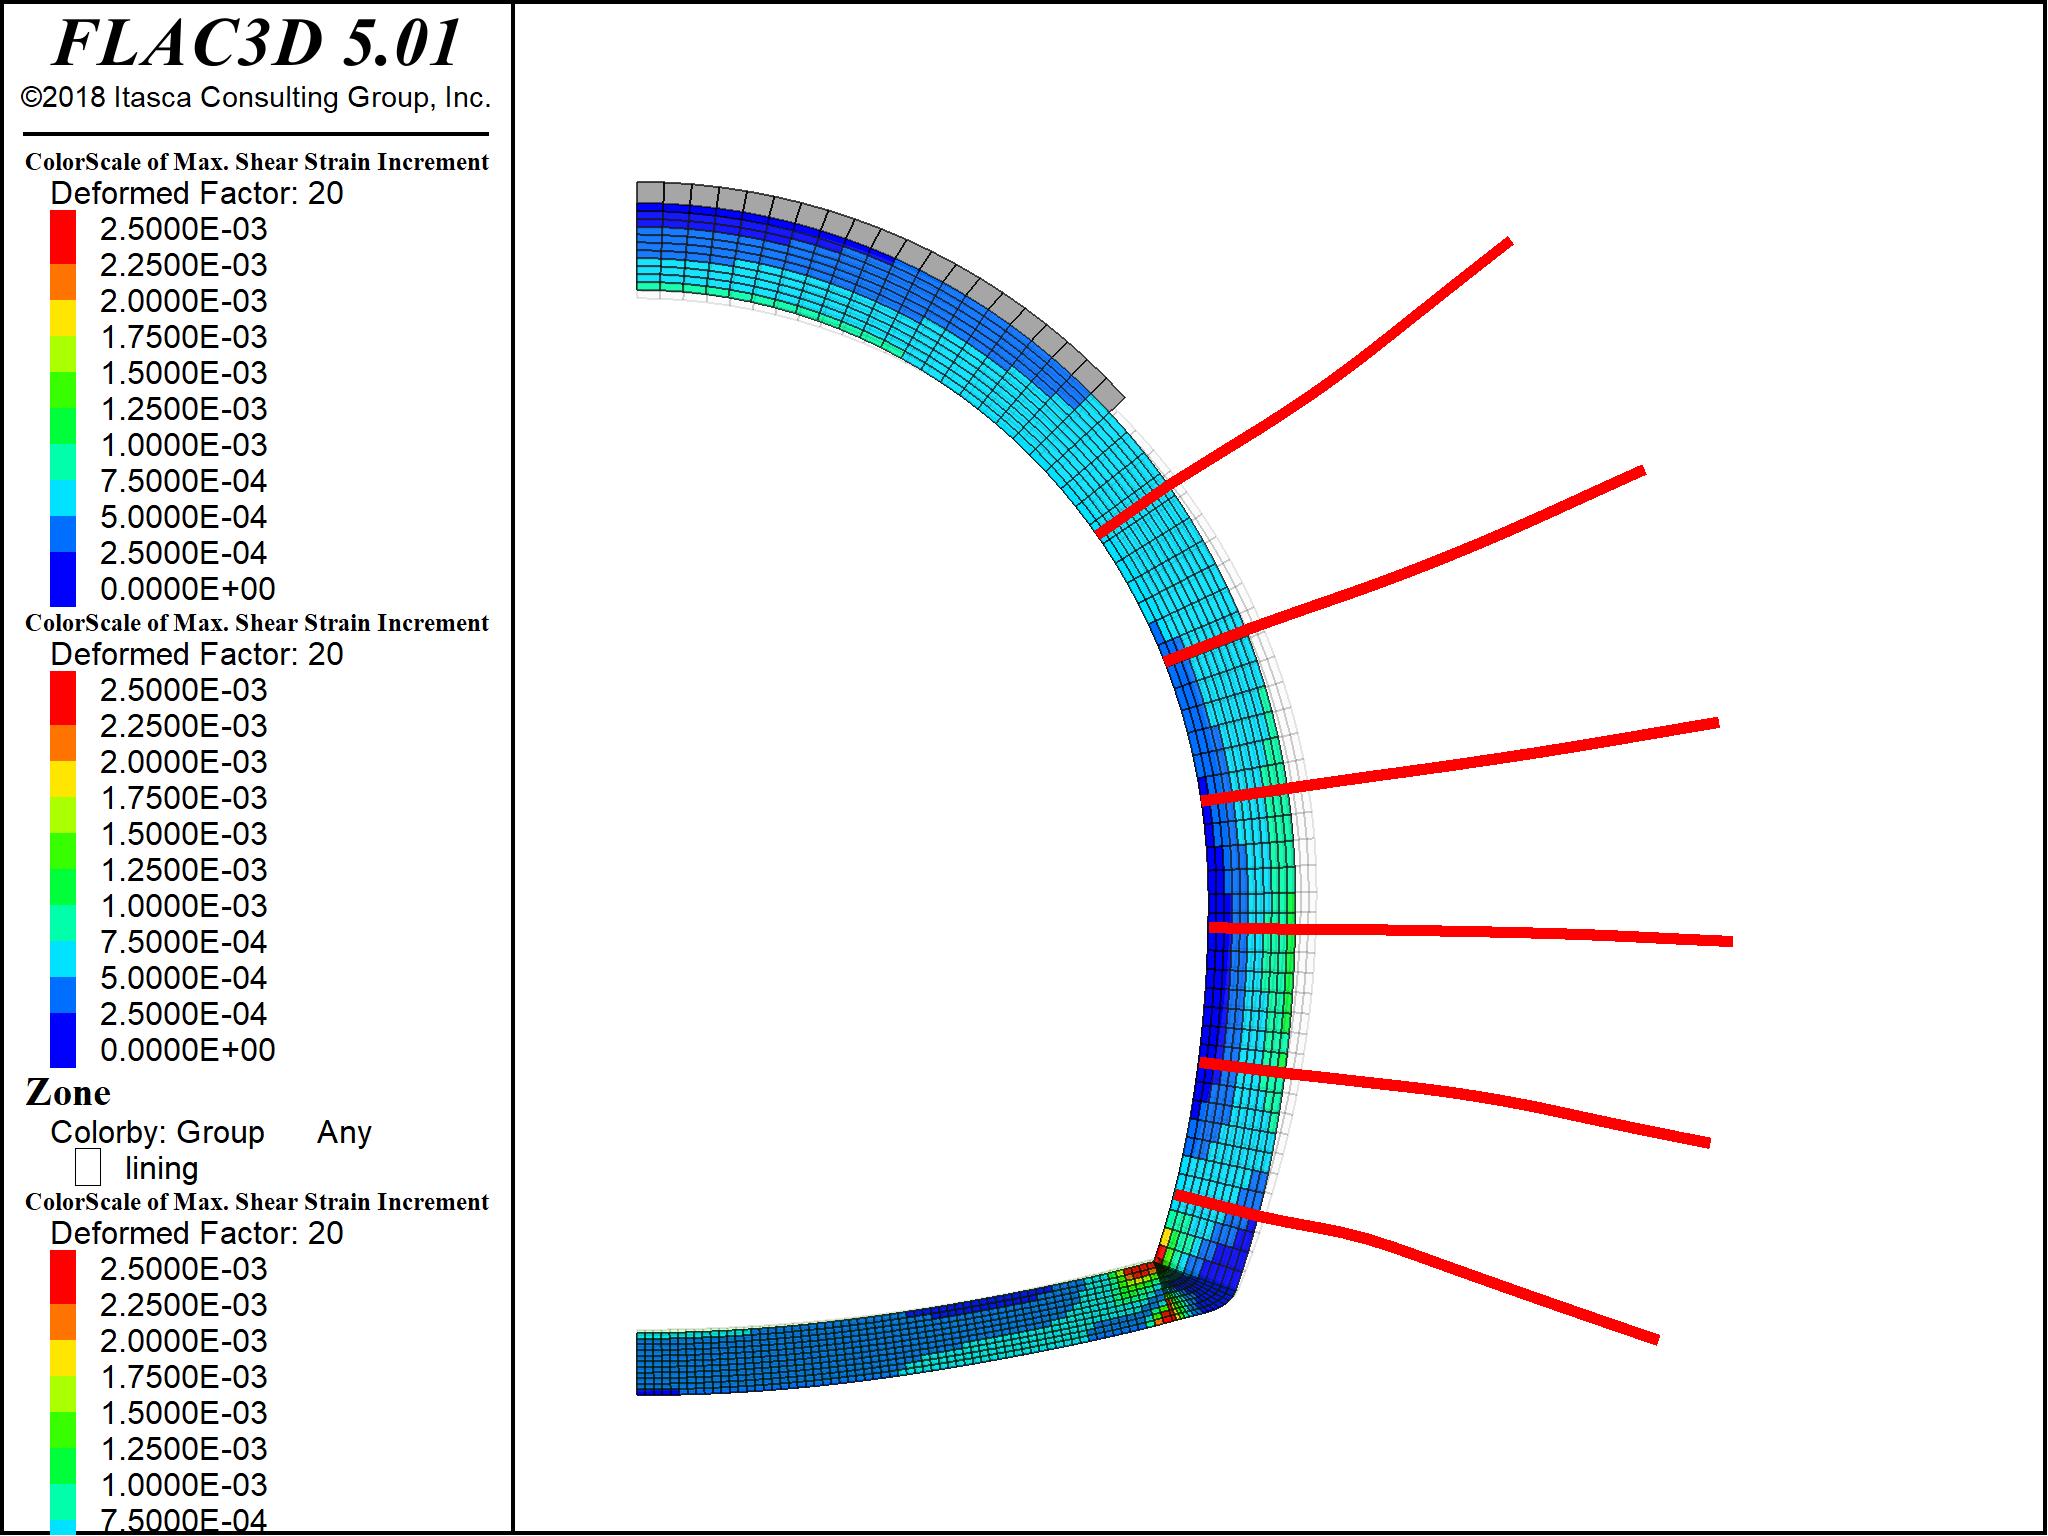 FLAC3D 5.01
©2018 Itasca Consulting Group, Inc.
ColorScale of Max. Shear Strain Increment
Deformed Factor: 20
2.5000E-03
2.2500E-03
2.0000E-03
1.7500E-03
1.5000E-03
1.2500E-03
1.0000E-03
7.5000E-04
5.0000E-04
2.5000E-04
0.0000E+00
ColorScale of Max. Shear Strain Increment
Deformed Factor: 20
2.5000E-03
2.2500E-03
2.0000E-03
1.7500E-03
1.5000E-03
1.2500E-03
1.0000E-03
7.5000E-04
5.0000E-04
2.5000E-04
0.0000E+00
Zone
Colorby: Group Any
lining
ColorScale of Max. Shear Strain Increment
Deformed Factor: 20
2.5000E-03
2.2500E-03
2.0000E-03
1.7500E-03
1.5000E-03
1.2500E-03
1.0000E-03
7.5000E-04